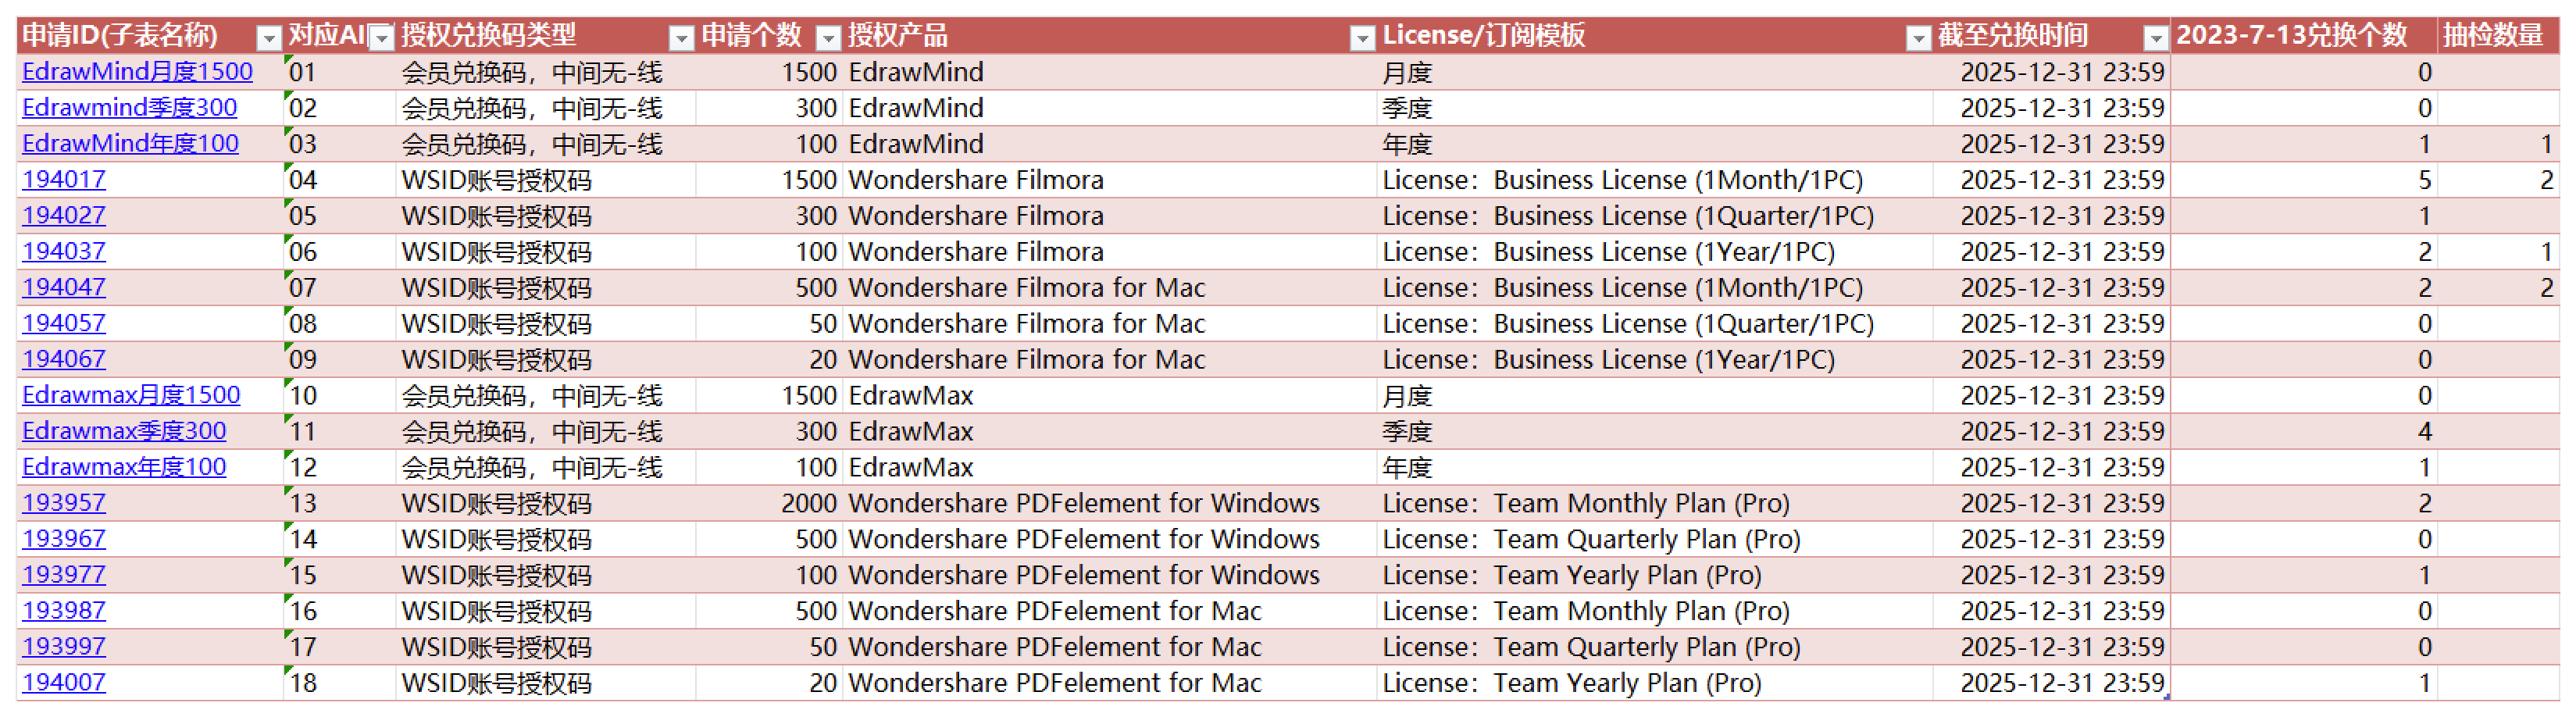 申请ID(子表名称) 对应AI 授权兑换码类型 申请个数 授权产品 License/订阅模板 截至兑换时间 2023-7-13兑换个数 抽检数量
EdrawMind月度1500 01 会员兑换码，中间无-线 1500 EdrawMind 月度 2025-12-31 23:59 0
Edrawmind季度300 02 会员兑换码，中间无-线 300 EdrawMind 季度 2025-12-31 23:59 0
EdrawMind年度100 03 会员兑换码，中间无-线 100 EdrawMind 年度 2025-12-31 23:59 1 1
194017 04 WSID账号授权码 1500 Wondershare Filmora License：Business License (1Month/1PC) 2025-12-31 23:59 5 2
194027 05 WSID账号授权码 300 Wondershare Filmora License：Business License (1Quarter/1PC) 2025-12-31 23:59 1
194037 06 WSID账号授权码 100 Wondershare Filmora License：Business License (1Year/1PC) 2025-12-31 23:59 2 1
194047 07 WSID账号授权码 500 Wondershare Filmora for Mac License：Business License (1Month/1PC) 2025-12-31 23:59 2 2
194057 08 WSID账号授权码 50 Wondershare Filmora for Mac License：Business License (1Quarter/1PC) 2025-12-31 23:59 0
194067 09 WSID账号授权码 20 Wondershare Filmora for Mac License：Business License (1Year/1PC) 2025-12-31 23:59 0
Edrawmax月度1500 10 会员兑换码，中间无-线 1500 EdrawMax 月度 2025-12-31 23:59 0
Edrawmax季度300 11 会员兑换码，中间无-线 300 EdrawMax 季度 2025-12-31 23:59 4
Edrawmax年度100 12 会员兑换码，中间无-线 100 EdrawMax 年度 2025-12-31 23:59 1
193957 13 WSID账号授权码 2000 Wondershare PDFelement for Windows License：Team Monthly Plan (Pro) 2025-12-31 23:59 2
193967 14 WSID账号授权码 500 Wondershare PDFelement for Windows License：Team Quarterly Plan (Pro) 2025-12-31 23:59 0
193977 15 WSID账号授权码 100 Wondershare PDFelement for Windows License：Team Yearly Plan (Pro) 2025-12-31 23:59 1
193987 16 WSID账号授权码 500 Wondershare PDFelement for Mac License：Team Monthly Plan (Pro) 2025-12-31 23:59 0
193997 17 WSID账号授权码 50 Wondershare PDFelement for Mac License：Team Quarterly Plan (Pro) 2025-12-31 23:59 0
194007 18 WSID账号授权码 20 Wondershare PDFelement for Mac License：Team Yearly Plan (Pro) 2025-12-31 23:59 1